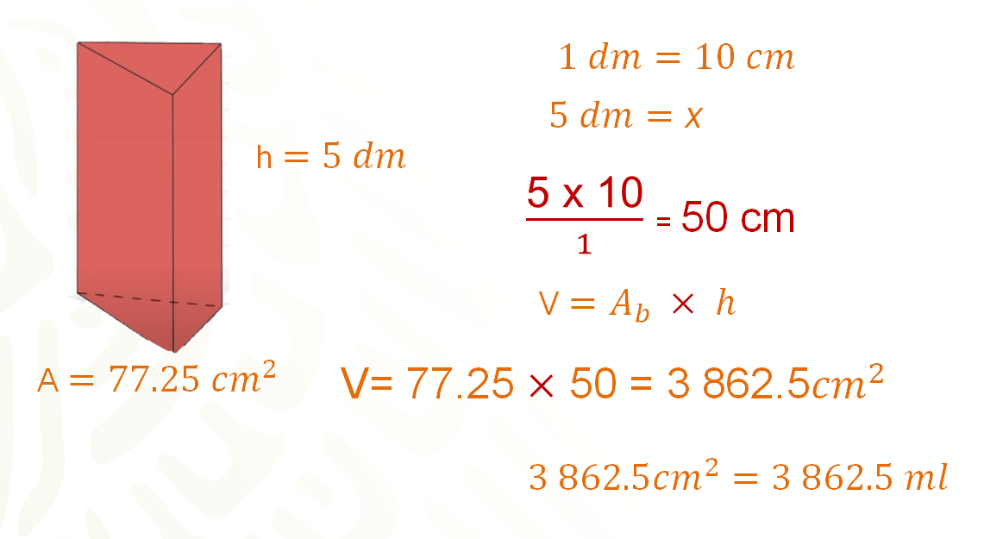 1 dm = 10 cm
5 dm = x
h = 5 dm
5 x 10
1
= 50 cm
V = A_b × h
A = 77.25 cm²
V= 77.25 × 50 = 3 862.5cm²
3 862.5cm² = 3 862.5 ml